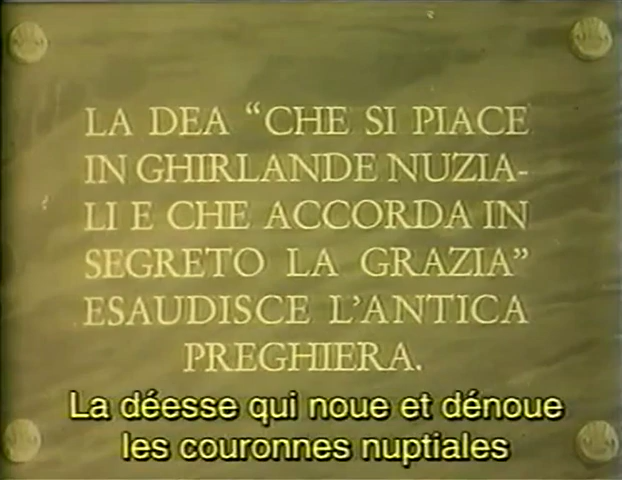 LA DEA “CHE SI PIACE
IN GHIRLANDE NUZIA-
LI E CHE ACCORDA IN
SEGRETO LA GRAZIA”
ESAUDISCE L’ANTICA
PREGHIERA.
La déesse qui noue et dénoue
les couronnes nuptiales